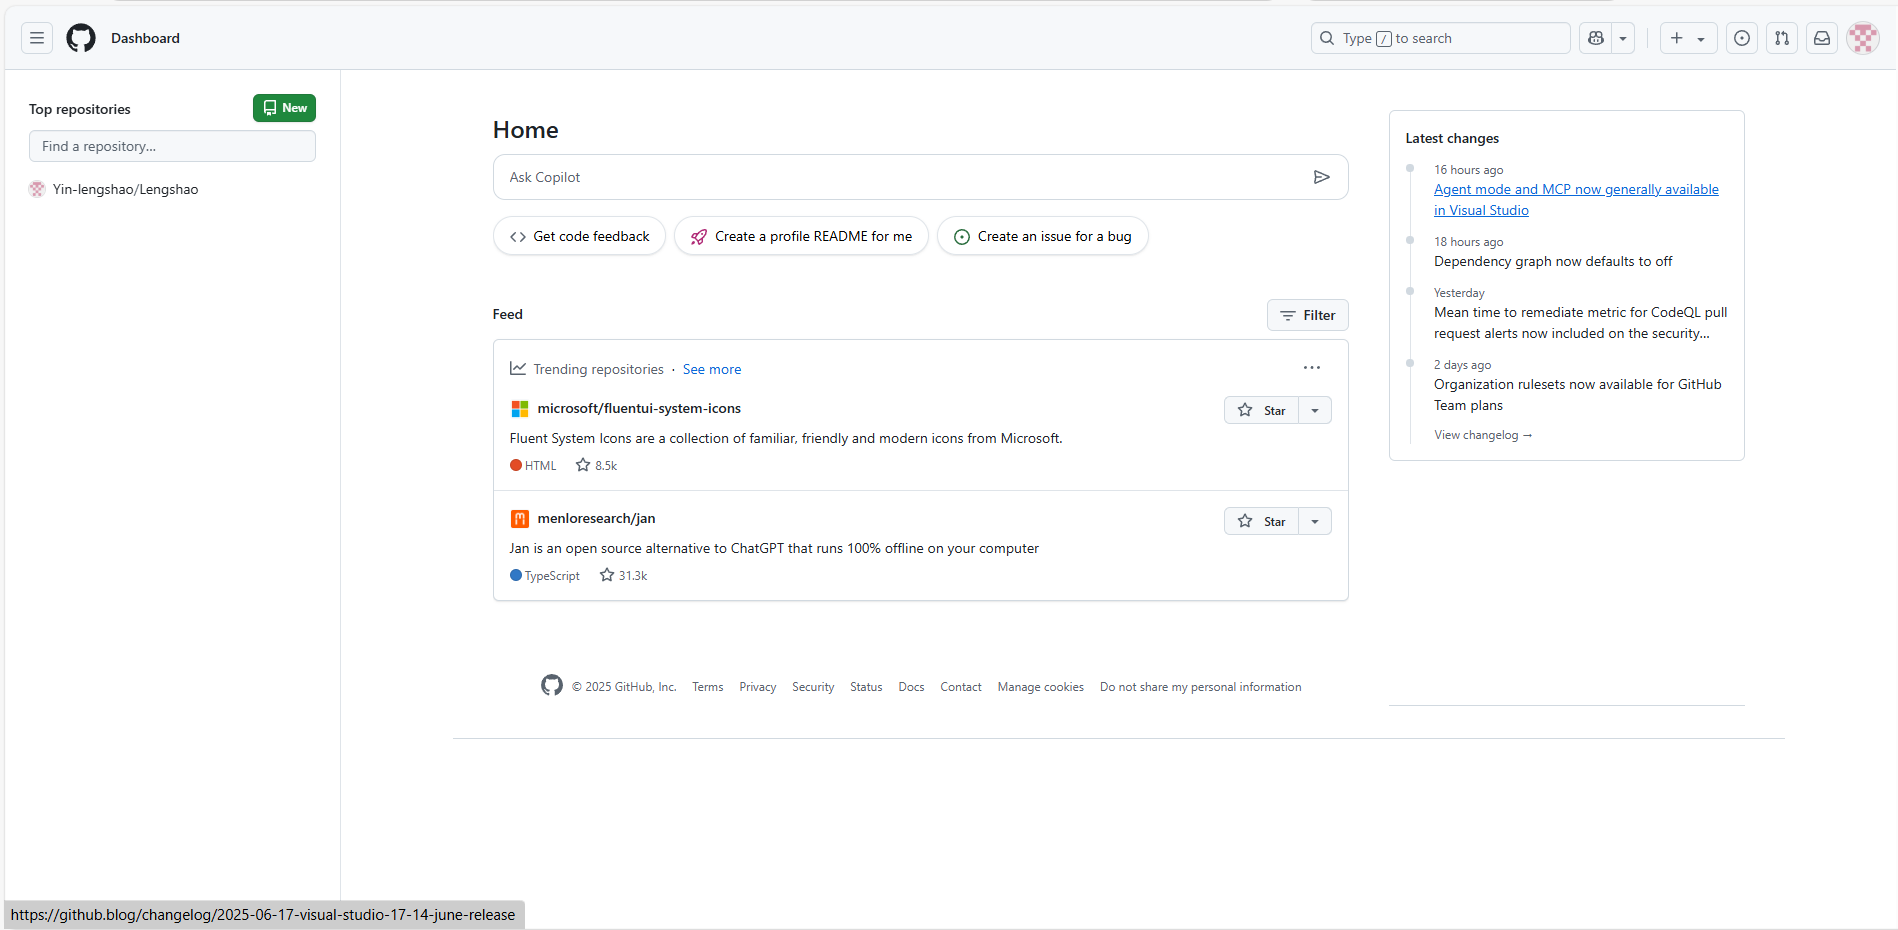 Dashboard
Type / to search
Top repositories
New
Find a repository...
Yin-lengshao/Lengshao
Home
Ask Copilot
Get code feedback
Create a profile README for me
Create an issue for a bug
Feed
Filter
Trending repositories · See more
microsoft/fluentui-system-icons
Star
Fluent System Icons are a collection of familiar, friendly and modern icons from Microsoft.
HTML
8.5k
menloresearch/jan
Star
Jan is an open source alternative to ChatGPT that runs 100% offline on your computer
TypeScript
31.3k
Latest changes
16 hours ago
Agent mode and MCP now generally available
in Visual Studio
18 hours ago
Dependency graph now defaults to off
Yesterday
Mean time to remediate metric for CodeQL pull
request alerts now included on the security...
2 days ago
Organization rulesets now available for GitHub
Team plans
View changelog →
© 2025 GitHub, Inc.
Terms
Privacy
Security
Status
Docs
Contact
Manage cookies
Do not share my personal information
https://github.blog/changelog/2025-06-17-visual-studio-17-14-june-release